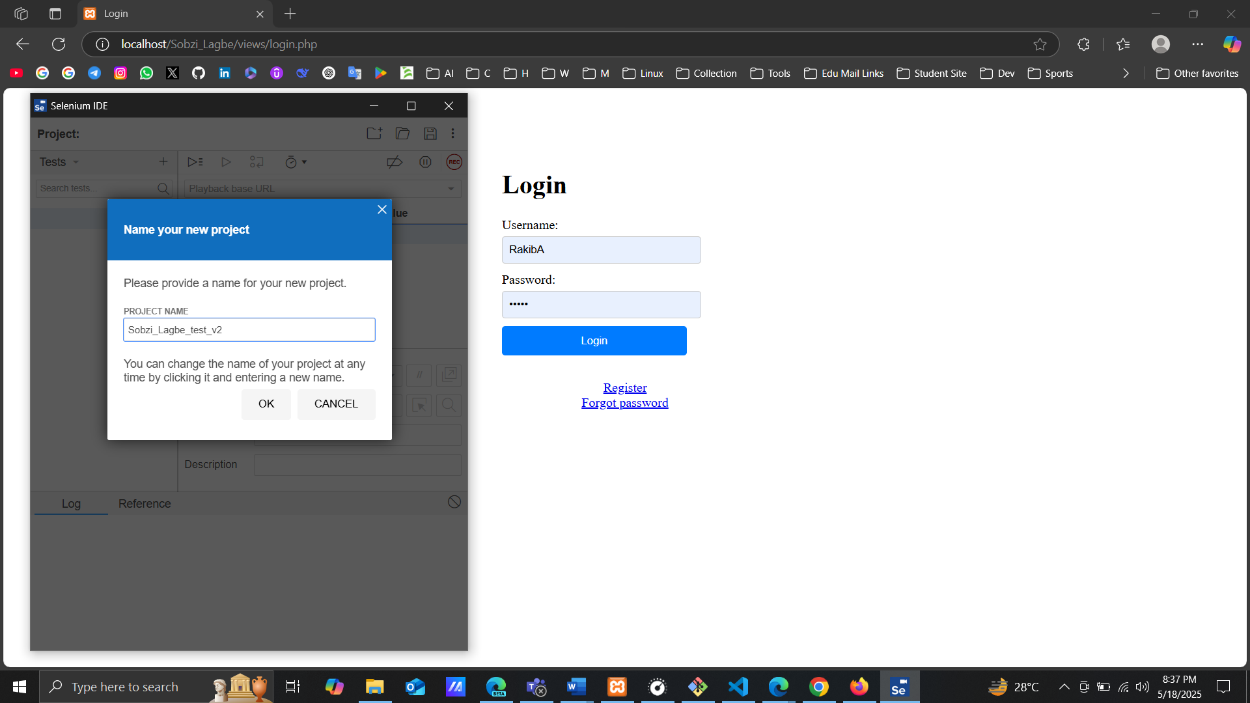 Login
localhost/Sobzi_Lagbe/views/login.php
AI
C
H
W
M
Linux
Collection
Tools
Edu Mail Links
Student Site
Dev
Sports
Other favorites
Selenium IDE
Project:
Tests
REC
Search tests...
Playback base URL
lue
Name your new project
Please provide a name for your new project.
PROJECT NAME
Sobzi_Lagbe_test_v2
You can change the name of your project at any
time by clicking it and entering a new name.
OK
CANCEL
Description
Log
Reference
Login
Username:
RakibA
Password:
•••••
Login
Register
Forgot password
Type here to search
28°C
8:37 PM
5/18/2025